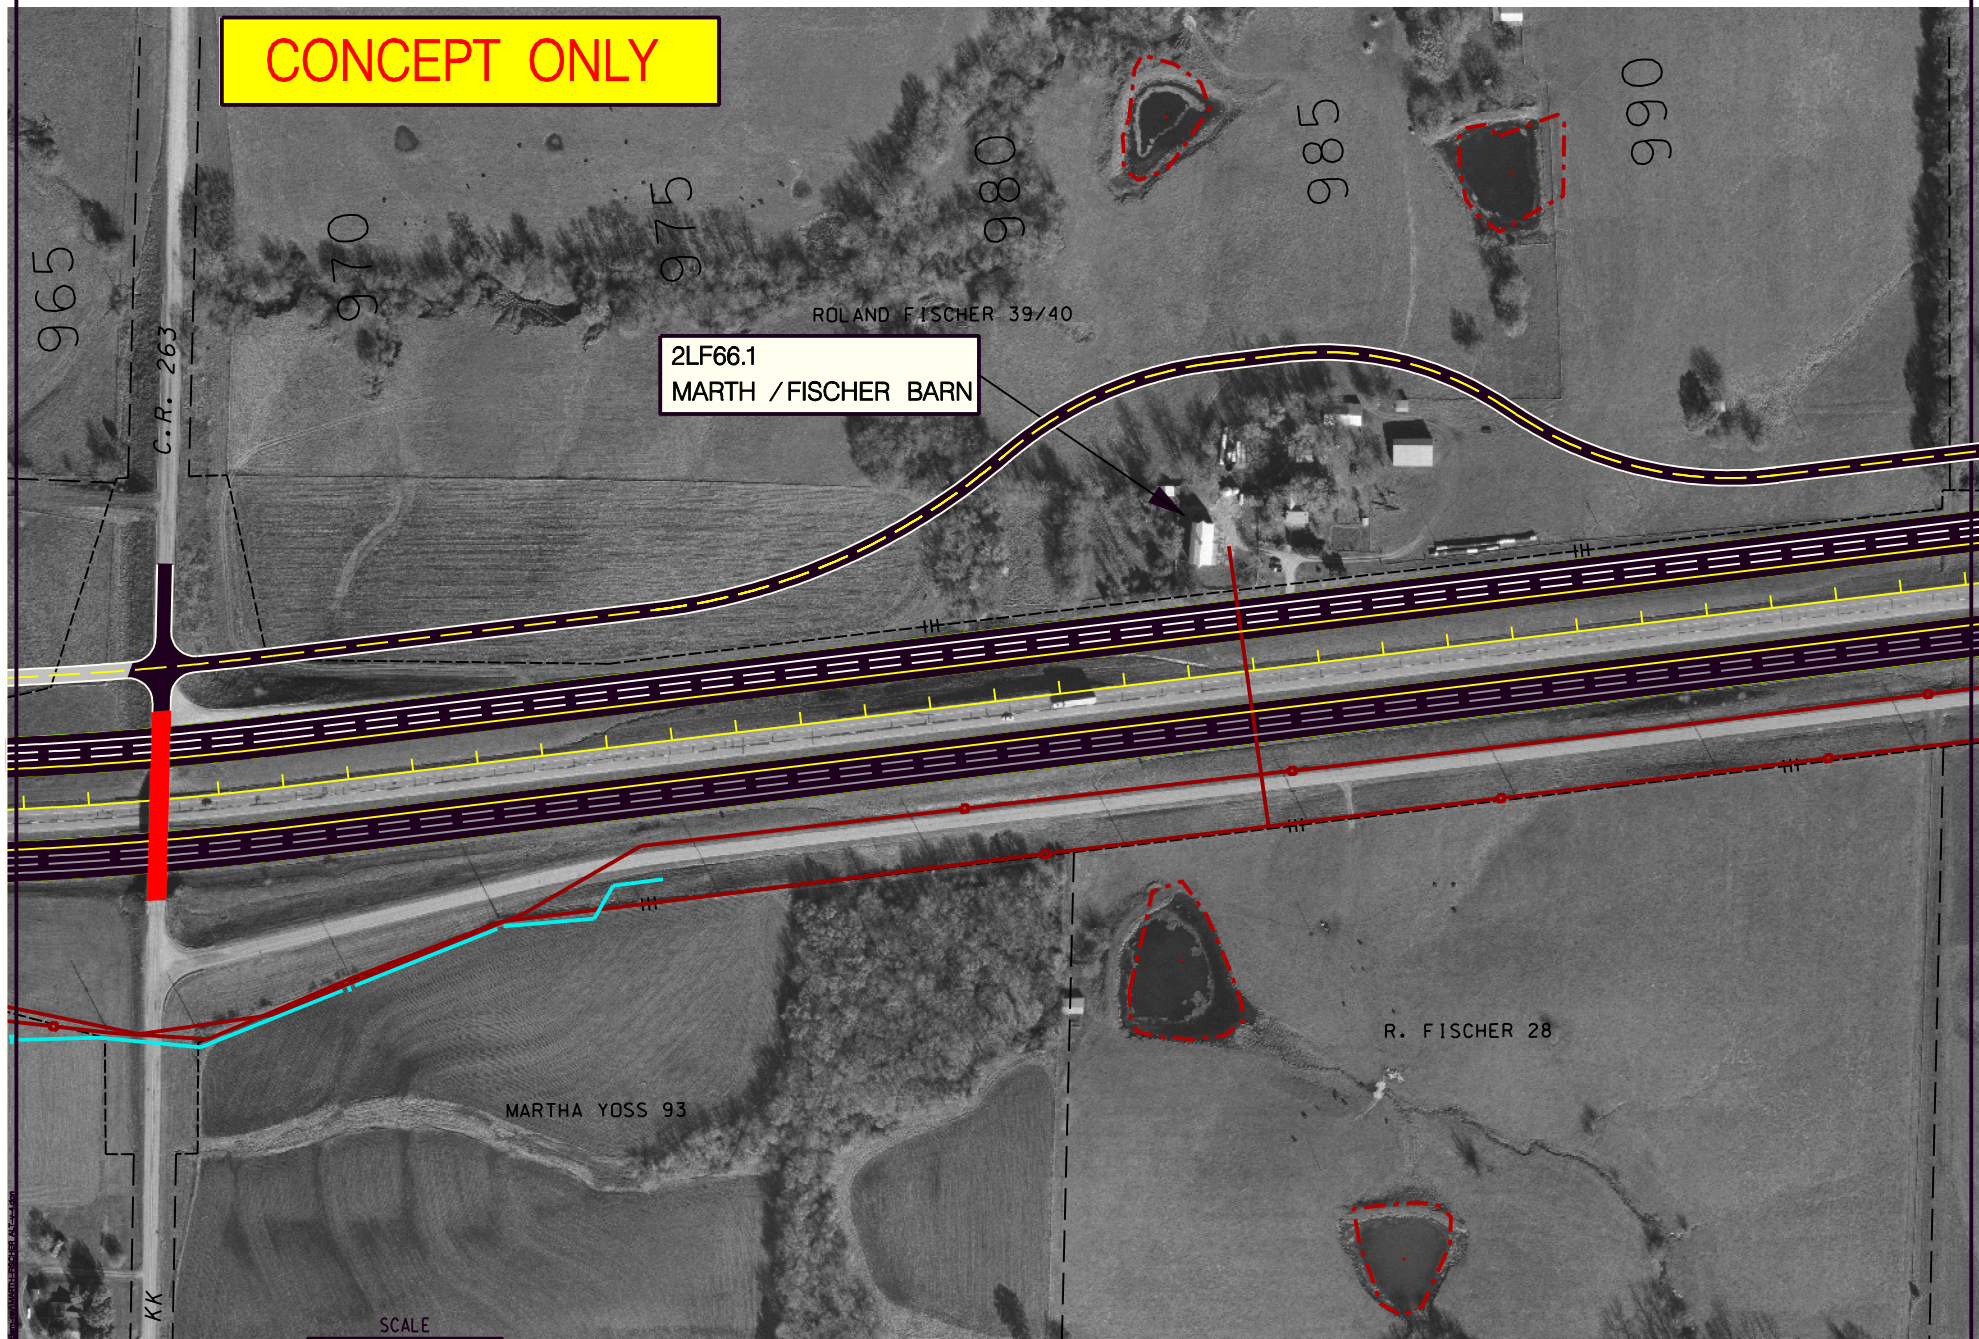 CONCEPT ONLY
965
970
975
980
985
990
C.R. 263
ROLAND FISCHER 39/40
2LF66.1
MARTH / FISCHER BARN
R. FISCHER 28
MARTHA YOSS 93
KK
SCALE